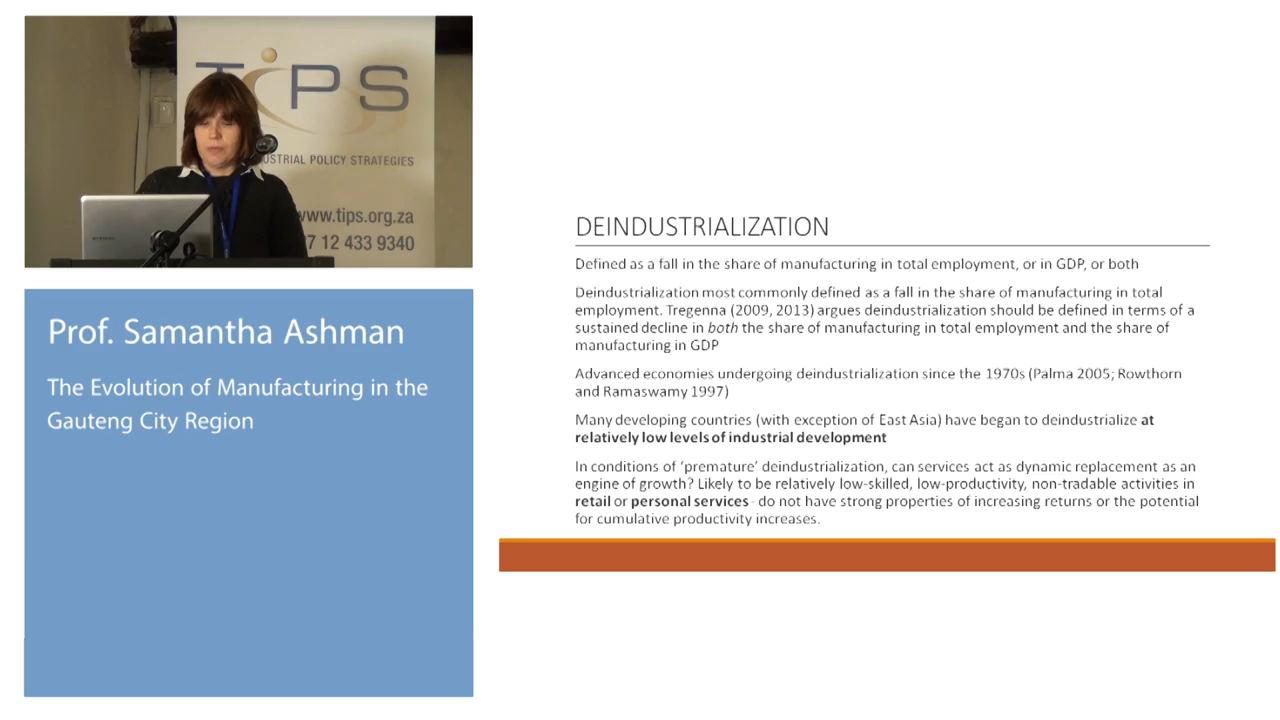 TiPS
USTRIAL POLICY STRATEGIES
www.tips.org.za
7 12 433 9340
Prof. Samantha Ashman
The Evolution of Manufacturing in the
Gauteng City Region
DEINDUSTRIALIZATION
Defined as a fall in the share of manufacturing in total employment, or in GDP, or both
Deindustrialization most commonly defined as a fall in the share of manufacturing in total
employment. Tregenna (2009, 2013) argues deindustrialization should be defined in terms of a
sustained decline in both the share of manufacturing in total employment and the share of
manufacturing in GDP
Advanced economies undergoing deindustrialization since the 1970s (Palma 2005; Rowthorn
and Ramaswamy 1997)
Many developing countries (with exception of East Asia) have began to deindustrialize at
relatively low levels of industrial development
In conditions of ‘premature’ deindustrialization, can services act as dynamic replacement as an
engine of growth? Likely to be relatively low-skilled, low-productivity, non-tradable activities in
retail or personal services - do not have strong properties of increasing returns or the potential
for cumulative productivity increases.